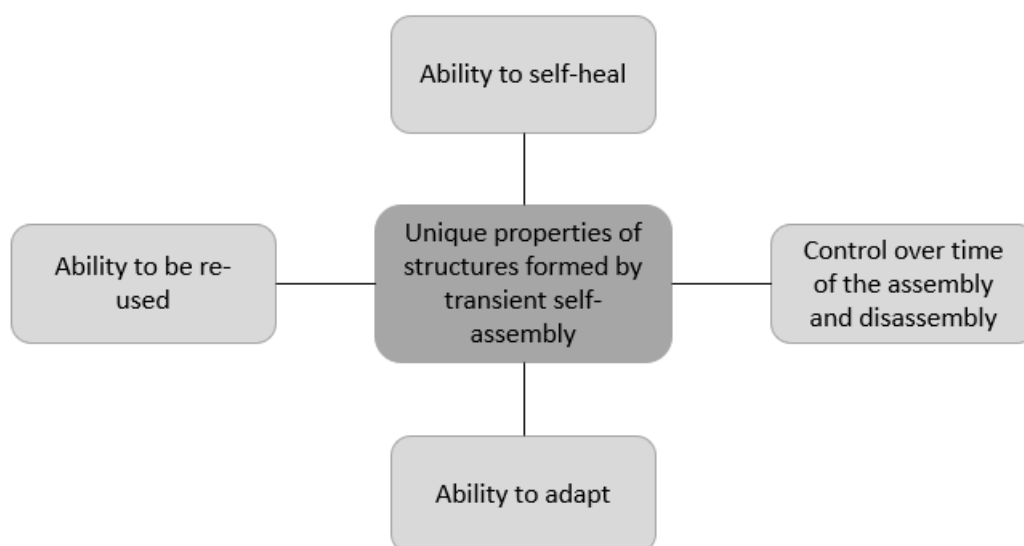 Ability to self-heal
Unique properties of
structures formed by
transient self-
assembly
Ability to be re-
used
Control over time
of the assembly
and disassembly
Ability to adapt